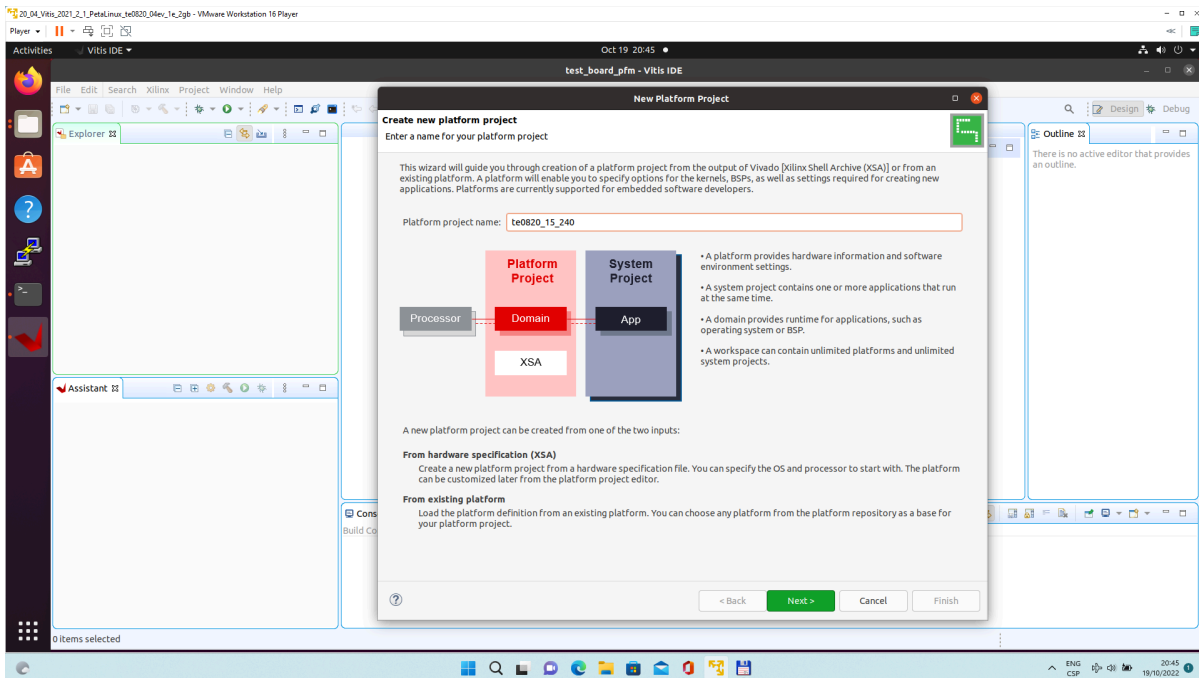 20_04_Vitis_2021_2_1_PetaLinux_te0820_04ev_1e_2gb - VMware Workstation 16 Player
Player
Activities
Vitis IDE
Oct 19 20:45
test_board_pfm - Vitis IDE
File Edit Search Xilinx Project Window Help
Design
Debug
Explorer
Outline
There is no active editor that provides
an outline.
Assistant
Cons
Build Co
0 items selected
New Platform Project
Create new platform project
Enter a name for your platform project
This wizard will guide you through creation of a platform project from the output of Vivado [Xilinx Shell Archive (XSA)] or from an
existing platform. A platform will enable you to specify options for the kernels, BSPs, as well as settings required for creating new
applications. Platforms are currently supported for embedded software developers.
Platform project name: te0820_15_240
Platform
Project
System
Project
Processor
Domain
App
XSA
• A platform provides hardware information and software
environment settings.
• A system project contains one or more applications that run
at the same time.
• A domain provides runtime for applications, such as
operating system or BSP.
• A workspace can contain unlimited platforms and unlimited
system projects.
A new platform project can be created from one of the two inputs:
From hardware specification (XSA)
Create a new platform project from a hardware specification file. You can specify the OS and processor to start with. The platform
can be customized later from the platform project editor.
From existing platform
Load the platform definition from an existing platform. You can choose any platform from the platform repository as a base for
your platform project.
< Back
Next >
Cancel
Finish
ENG
CSP
20:45
19/10/2022
1